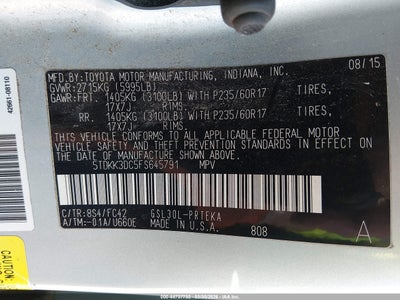 MFD.BY:TOYOTA MOTOR MANUFACTURING, INDIANA, INC. 08/15
GVWR:2715KG (5995LB)
GAWR:FRT. 1405KG (3100LB) WITH P235/60R17 TIRES,
17X7J RIMS,
RR. 1405KG (3100LB) WITH P235/60R17 TIRES,
17X7J RIMS,
THIS VEHICLE CONFORMS TO ALL APPLICABLE FEDERAL MOTOR
VEHICLE SAFETY AND THEFT PREVENTION STANDARDS IN EFFECT
ON THE DATE OF MANUFACTURE SHOWN ABOVE.
5TDKK3DC5FS645791 MPV
C/TR:8S4/FC42 GSL30L-PRTEKA
A/TM:-01A/U660E MADE IN U.S.A. 808 A
42661-08110